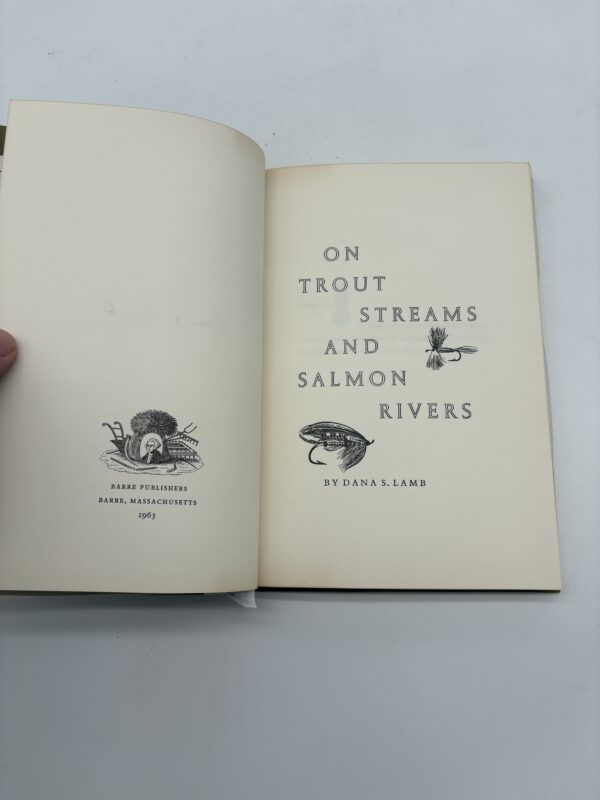 BARRE PUBLISHERS
BARRE, MASSACHUSETTS
1963
ON
TROUT
STREAMS
AND
SALMON
RIVERS
BY DANA S. LAMB